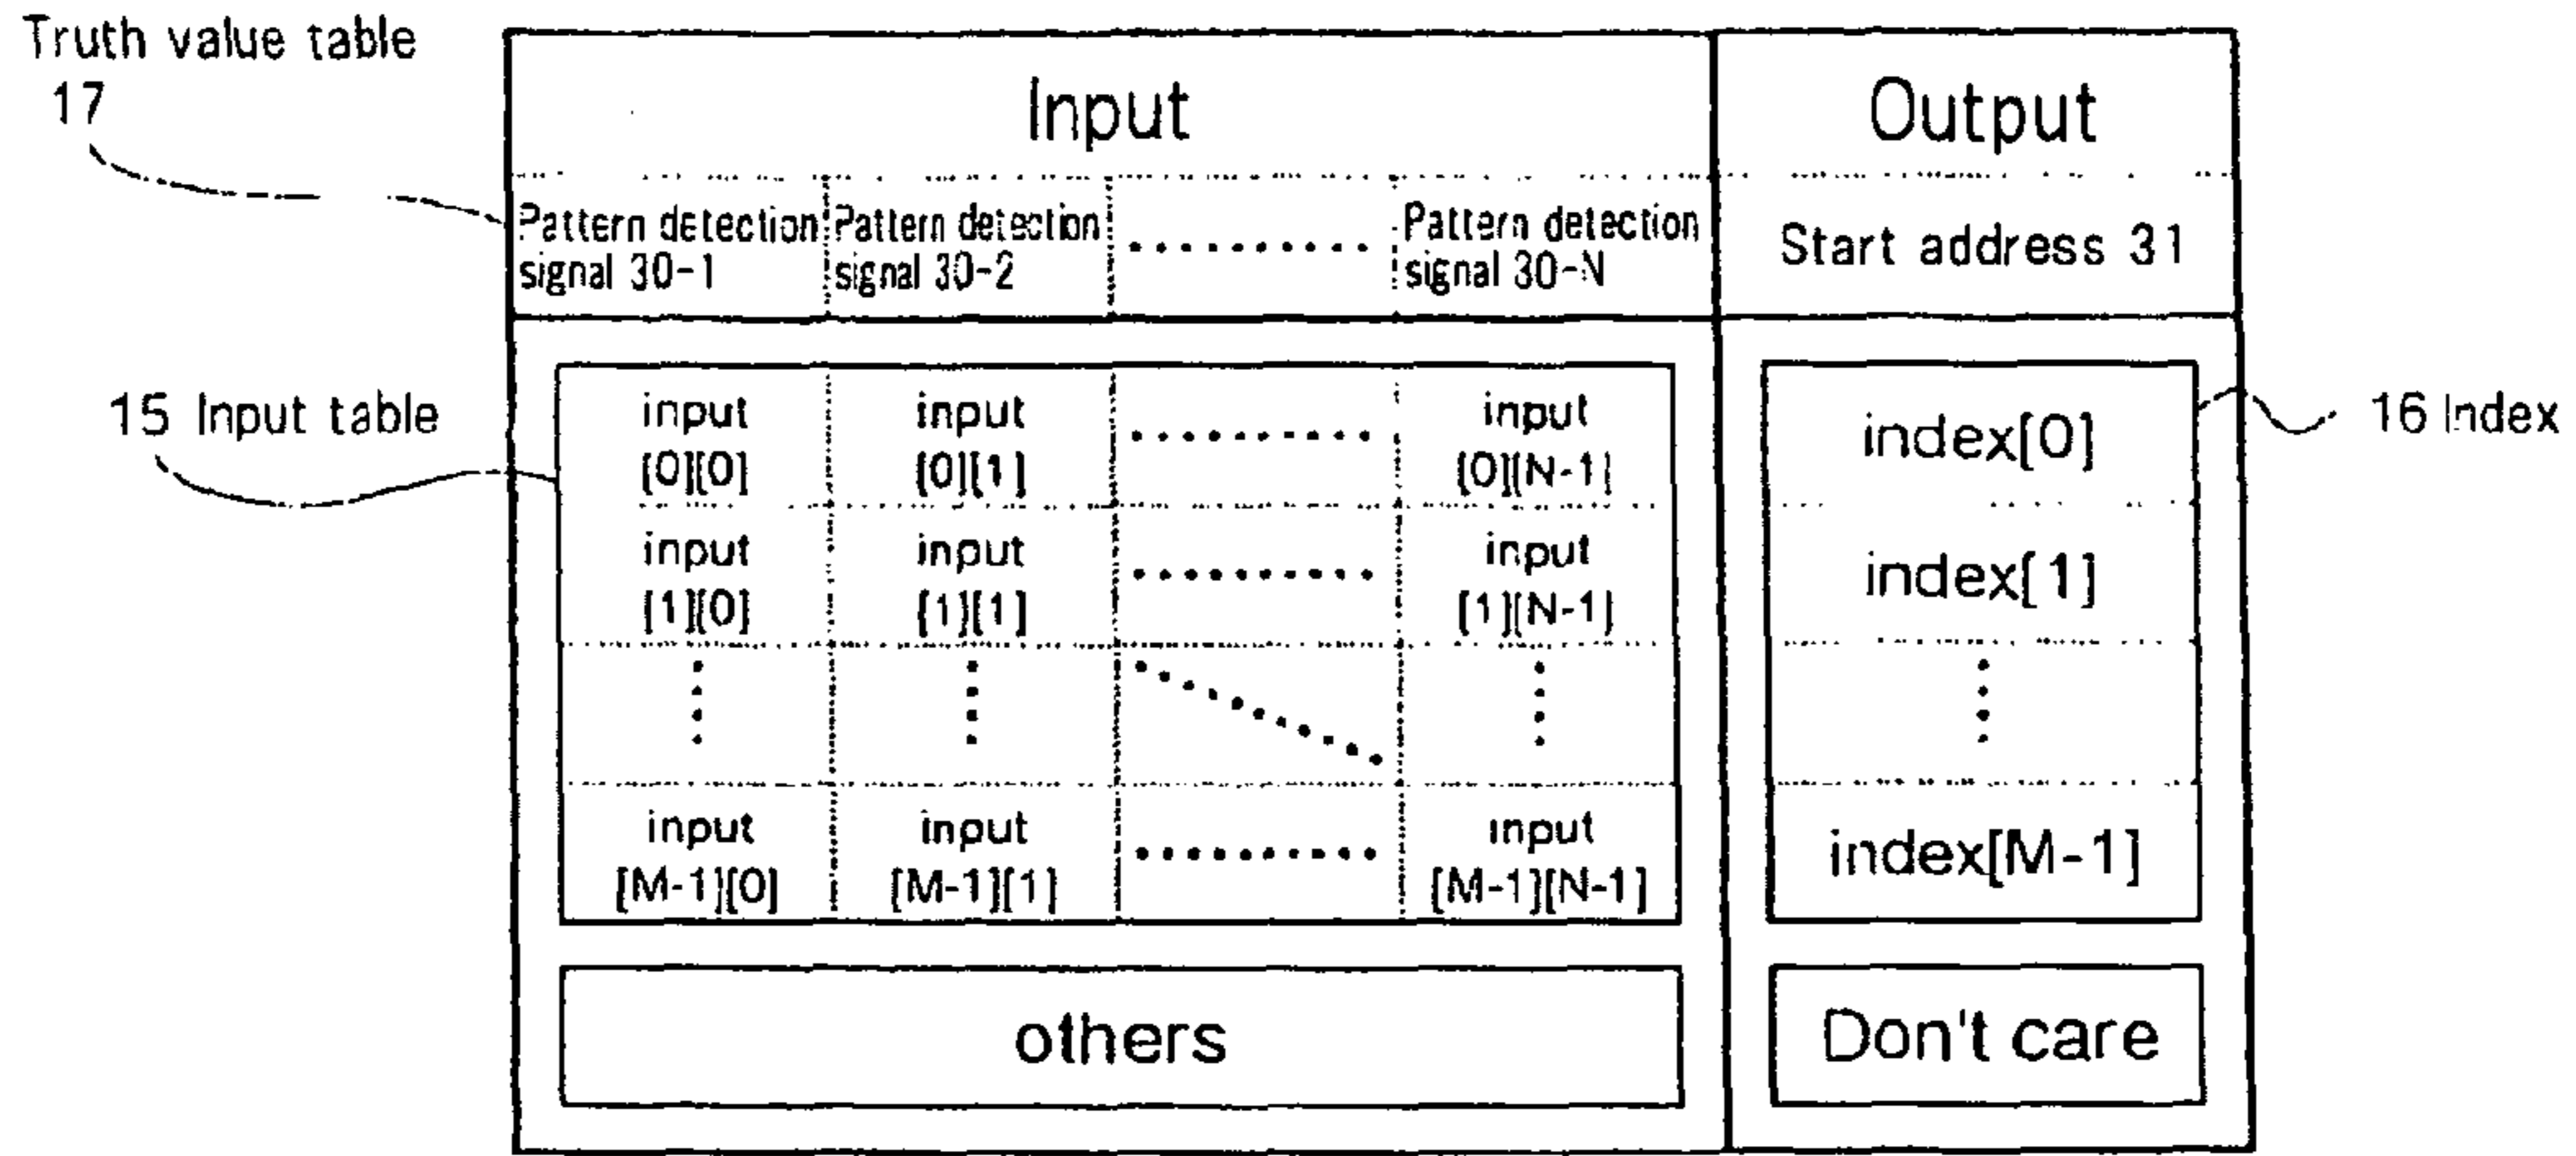 Truth value table
17
Input
Output
Pattern detection
signal 30-1
Pattern detection
signal 30-2
Pattern detection
signal 30-N
Start address 31
15 Input table
16 Index
input
[0][0]
input
[0][1]
input
[0][N-1]
index[0]
input
[1][0]
input
[1][1]
input
[1][N-1]
index[1]
input
[M-1][0]
input
[M-1][1]
input
[M-1][N-1]
index[M-1]
others
Don't care